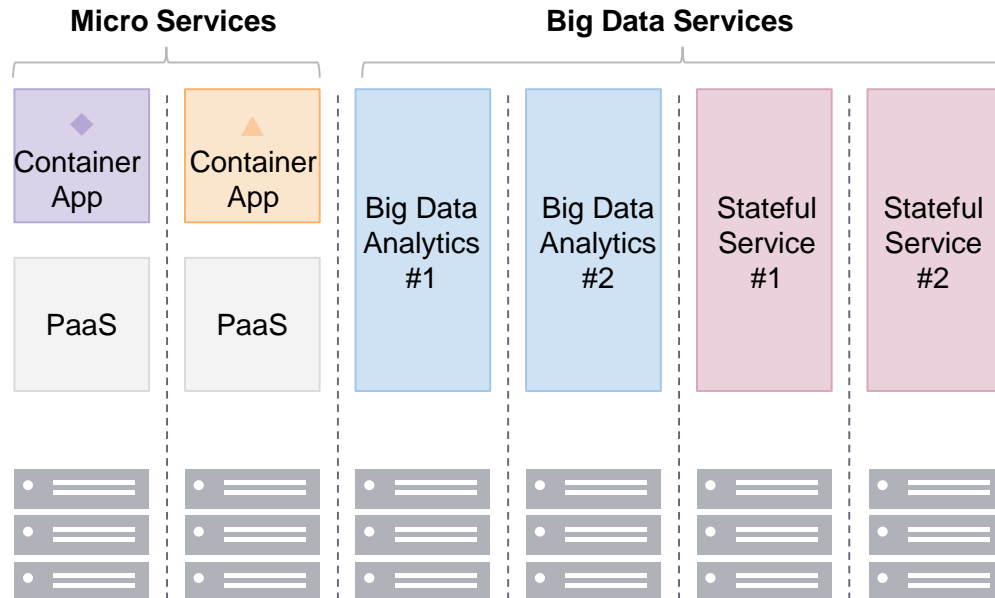 Micro Services
Big Data Services
Container
App
Container
App
PaaS
PaaS
Big Data
Analytics
#1
Big Data
Analytics
#2
Stateful
Service
#1
Stateful
Service
#2